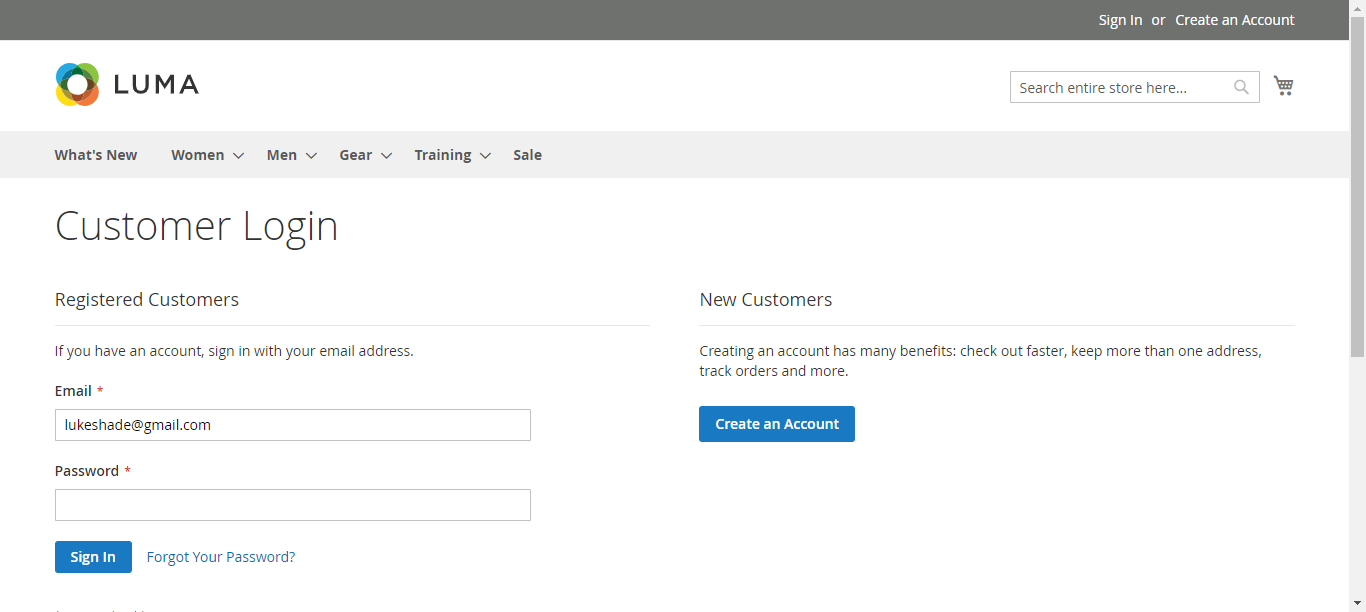 Sign In or Create an Account
LUMA
Search entire store here...
What's New Women Men Gear Training Sale
Customer Login
Registered Customers
If you have an account, sign in with your email address.
Email *
lukeshade@gmail.com
Password *
Sign In Forgot Your Password?
New Customers
Creating an account has many benefits: check out faster, keep more than one address,
track orders and more.
Create an Account